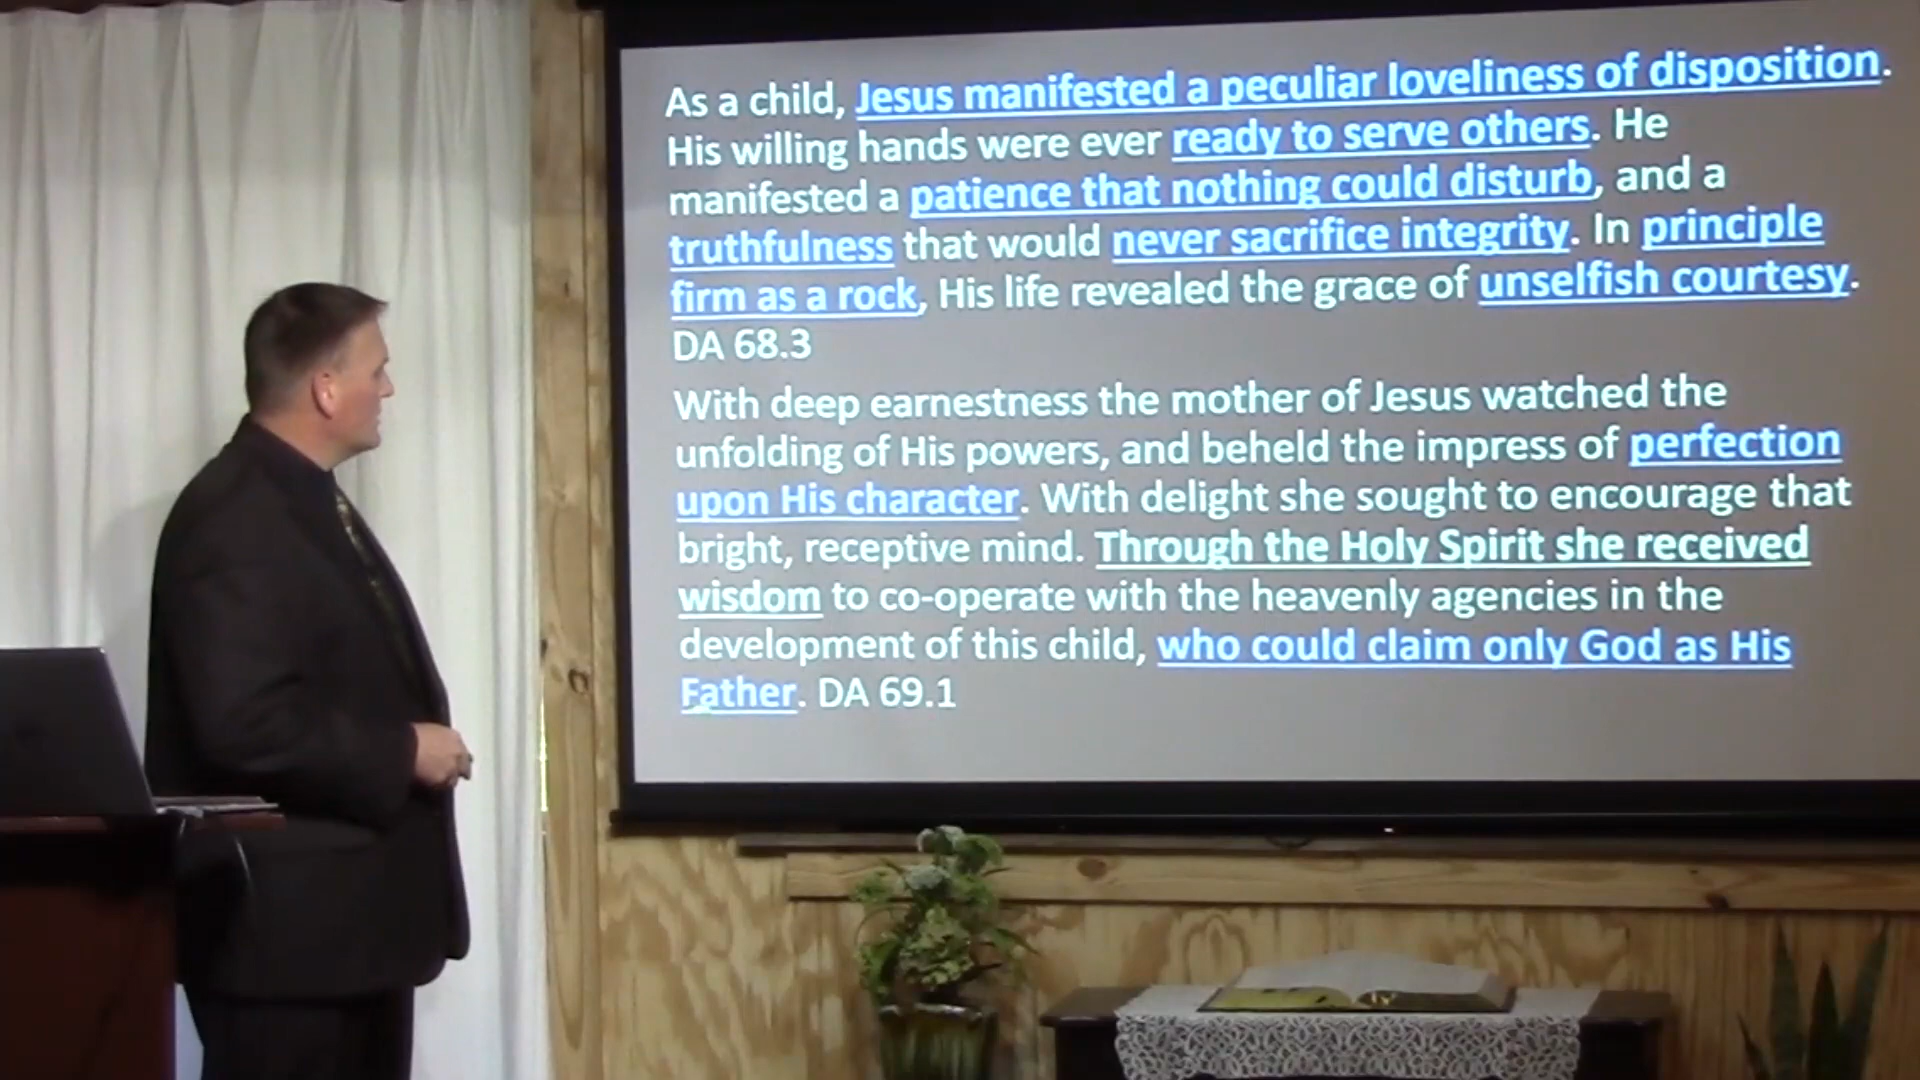 As a child, Jesus manifested a peculiar loveliness of disposition.
His willing hands were ever ready to serve others. He
manifested a patience that nothing could disturb, and a
truthfulness that would never sacrifice integrity. In principle
firm as a rock, His life revealed the grace of unselfish courtesy.
DA 68.3
With deep earnestness the mother of Jesus watched the
unfolding of His powers, and beheld the impress of perfection
upon His character. With delight she sought to encourage that
bright, receptive mind. Through the Holy Spirit she received
wisdom to co-operate with the heavenly agencies in the
development of this child, who could claim only God as His
Father. DA 69.1